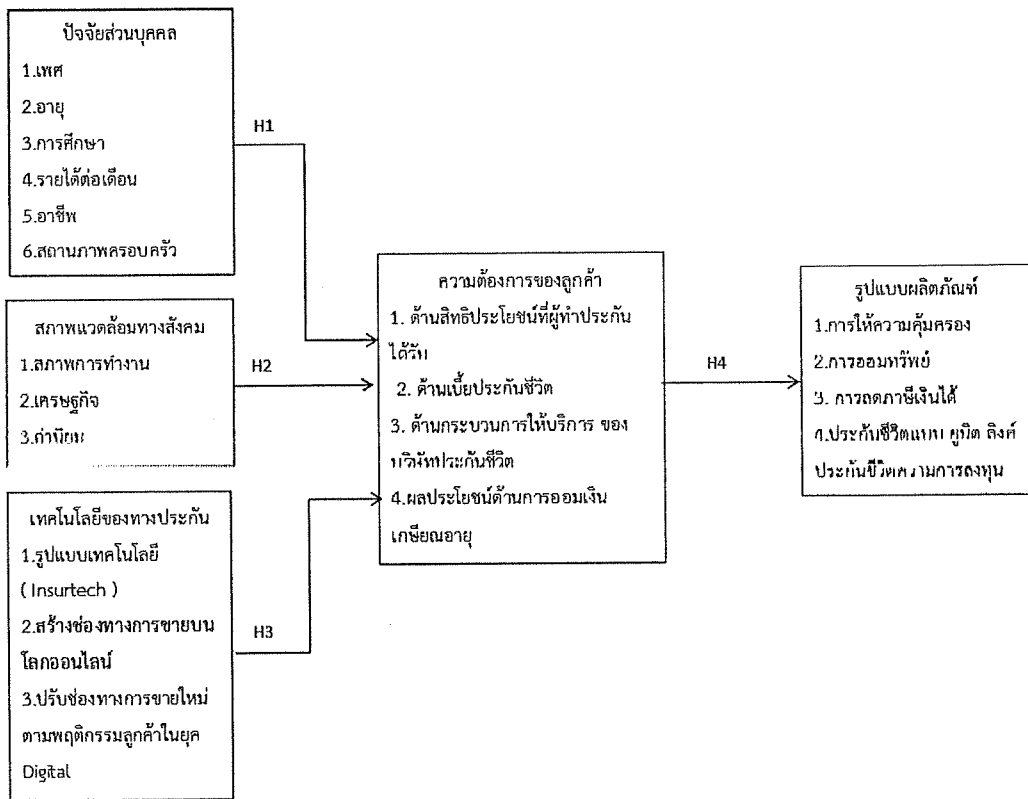 ปัจจัยส่วนบุคคล
1.เพศ
2.อายุ
3.การศึกษา
4.รายได้ต่อเดือน
5.อาชีพ
6.สถานภาพครอบครัว
H1
สภาพแวดล้อมทางสังคม
1.สภาพการทำงาน
2.เศรษฐกิจ
3.ค่านิยม
H2
เทคโนโลยีของทางประกัน
1.รูปแบบเทคโนโลยี
( Insurtech )
2.สร้างช่องทางการขายบน
โลกออนไลน์
3.ปรับช่องทางการขายใหม่
ตามพฤติกรรมลูกค้าในยุค
Digital
H3
ความต้องการของลูกค้า
1. ด้านสิทธิประโยชน์ที่ผู้ทำประกัน
ได้รับ
2. ด้านเบี้ยประกันชีวิต
3. ด้านกระบวนการให้บริการ ของ
บริษัทประกันชีวิต
4.ผลประโยชน์ด้านการออมเงิน
เกษียณอายุ
H4
รูปแบบผลิตภัณฑ์
1.การให้ความคุ้มครอง
2.การออมทรัพย์
3. การลดภาษีเงินได้
4.ประกันชีวิตแบบ ยูนิต ลิงค์
ประกันชีวิตควบการลงทุน